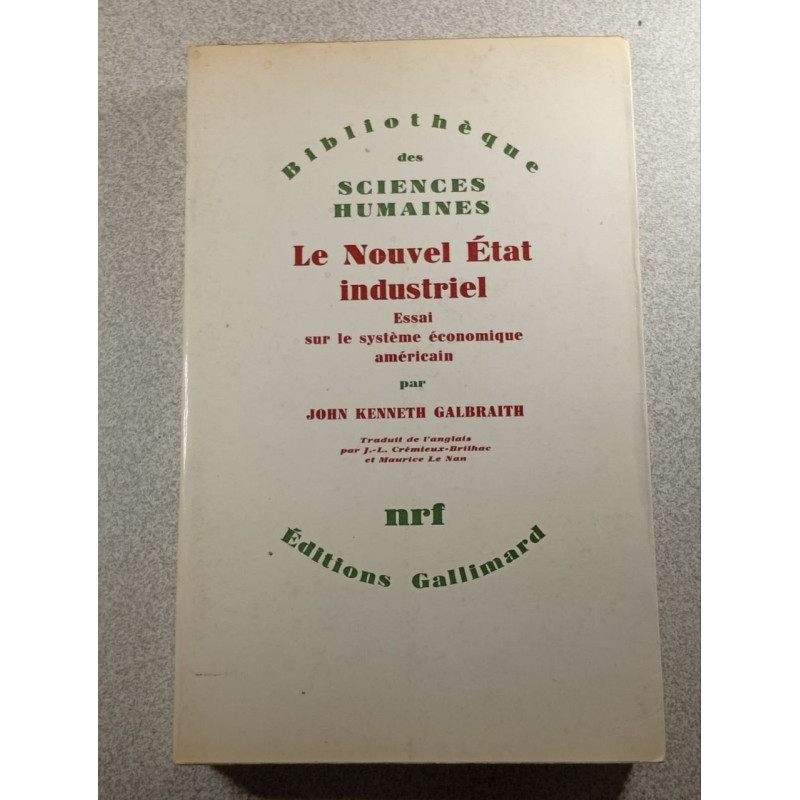 Bibliothèque
des
SCIENCES
HUMAINES
Le Nouvel État
industriel
Essai
sur le système économique
américain
par
JOHN KENNETH GALBRAITH
Traduit de l'anglais
par J.-L. Crémieux-Brilhac
et Maurice Le Nan
nrf
Éditions Gallimard